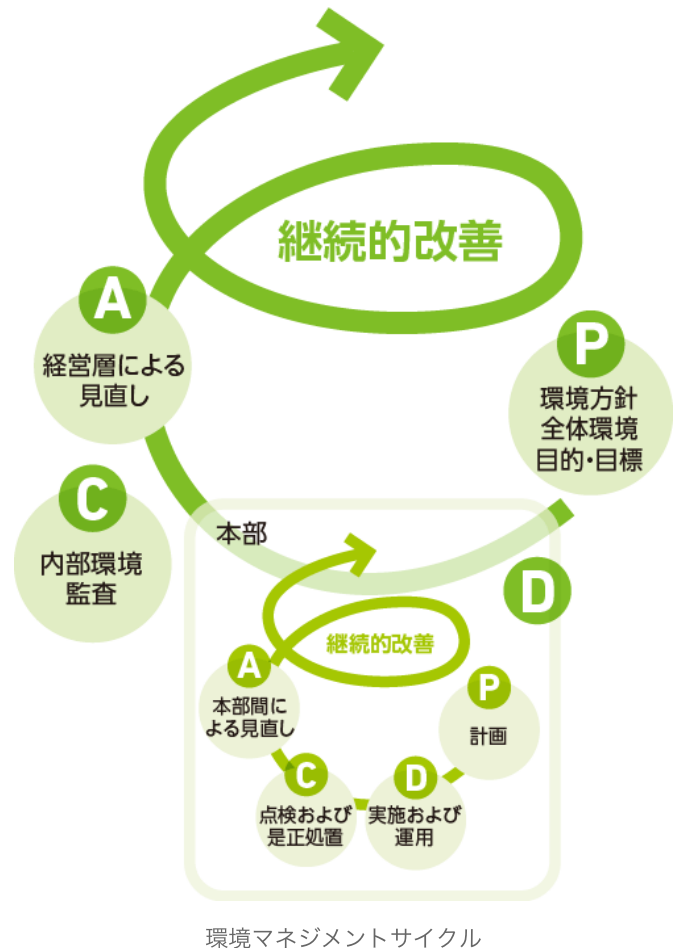 継続的改善
A
経営層による
見直し
P
環境方針
全体環境
目的・目標
C
内部環境
監査
本部
D
継続的改善
A
本部間に
よる見直し
P
計画
C
点検および
是正処置
D
実施および
運用
環境マネジメントサイクル